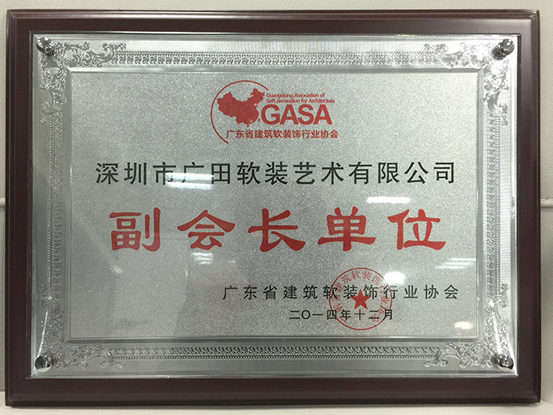 Guangdong Association of
Soft decoration for Architecture
GASA
广东省建筑软装饰行业协会
深圳市广田软装艺术有限公司
副会长单位
广东省建筑软装饰行业协会
二〇一四年十二月